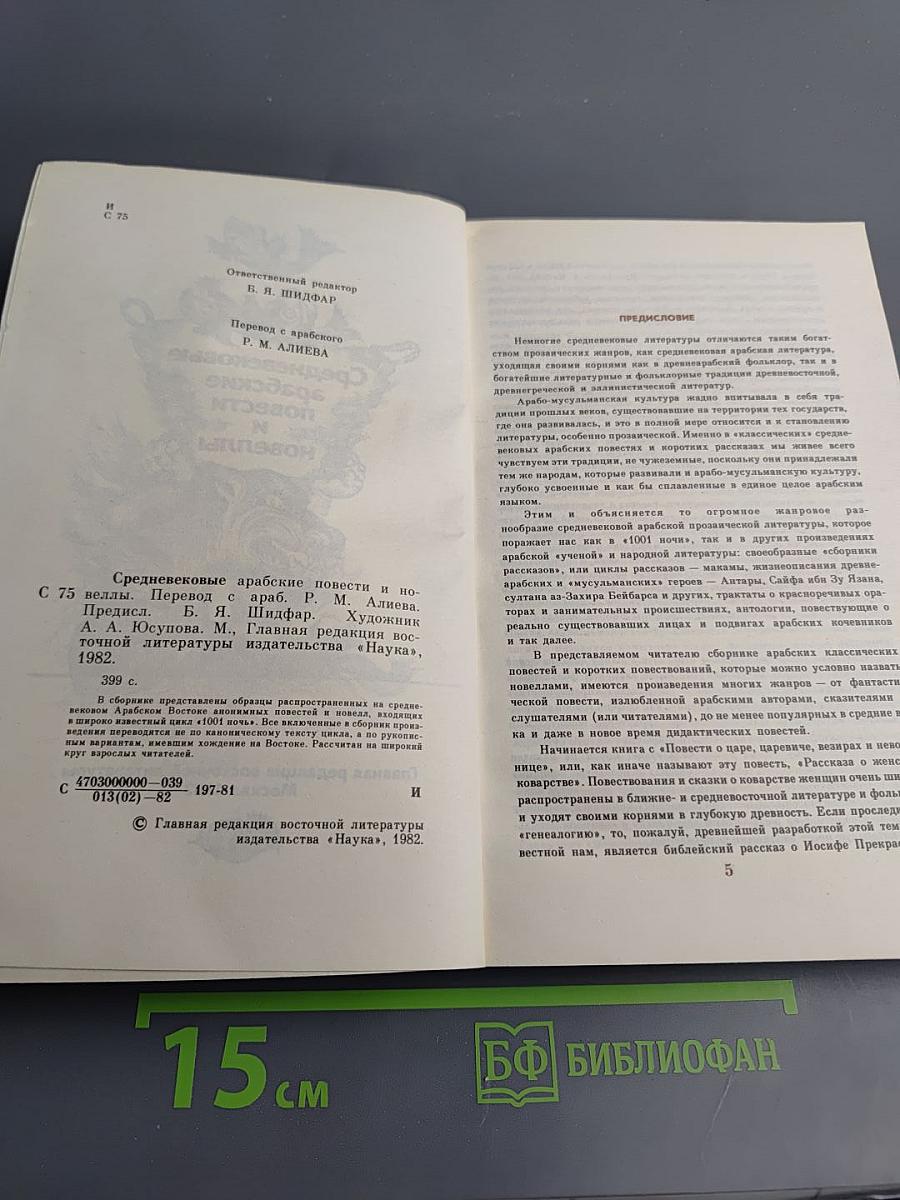 И
С 75
Ответственный редактор
Б. Я. ШИДФАР
Перевод с арабского
Р. М. АЛИЕВА
Средневековые арабские повести и но-
С 75 веллы. Перевод с араб. Р. М. Алиева.
Предисл. Б. Я. Шидфар. Художник
А. А. Юсупова. М., Главная редакция вос-
точной литературы издательства «Наука»,
1982.
399 с.
В сборнике представлены образцы распространенных на средне-
вековом Арабском Востоке анонимных повестей и новелл, входящих
в широко известный цикл «1001 ночь». Все включенные в сборник произ-
ведения переводятся не по каноническому тексту цикла, а по рукопис-
ным вариантам, имевшим хождение на Востоке. Рассчитан на широкий
круг взрослых читателей.
С 4703000000—039
013(02)—82 197-81 И
© Главная редакция восточной литературы
издательства «Наука», 1982.
ПРЕДИСЛОВИЕ
Немногие средневековые литературы отличаются таким богат-
ством прозаических жанров, как средневековая арабская литература,
уходящая своими корнями как в древнеарабский фольклор, так и в
богатейшие литературные и фольклорные традиции древневосточной,
древнегреческой и эллинистической литератур.
Арабо-мусульманская культура жадно впитывала в себя тра-
диции прошлых веков, существовавшие на территории тех государств,
где она развивалась, и это в полной мере относится и к становлению
литературы, особенно прозаической. Именно в «классических» средне-
вековых арабских повестях и коротких рассказах мы живее всего
чувствуем эти традиции, не чужеземные, поскольку они принадлежали
тем же народам, которые развивали и арабо-мусульманскую культуру,
глубоко усвоенные и как бы сплавленные в единое целое арабским
языком.
Этим и объясняется то огромное жанровое раз-
нообразие средневековой арабской прозаической литературы, которое
поражает нас как в «1001 ночи», так и в других произведениях
арабской «ученой» и народной литературы: своеобразные «сборники
рассказов», или циклы рассказов — макамы, жизнеописания древне-
арабских и «мусульманских» героев — Антары, Сайфа ибн Зу Язана,
султана аз-Захира Бейбарса и других, трактаты о красноречивых ора-
торах и занимательных происшествиях, антологии, повествующие о
реально существовавших лицах и подвигах арабских кочевников
и так далее.
В представляемом читателю сборнике арабских классических
повестей и коротких повествований, которые можно условно назвать
новеллами, имеются произведения многих жанров — от фантасти
ческой повести, излюбленной арабскими авторами, сказителями
слушателями (или читателями), до не менее популярных в средние в
ка и даже в новое время дидактических повестей.
Начинается книга с «Повести о царе, царевиче, везирах и нево
нице», или, как иначе называют эту повесть, «Рассказа о женс
коварстве». Повествования и сказки о коварстве женщин очень ши
распространены в ближне- и средневосточной литературе и фоль
и уходят своими корнями в глубокую древность. Если проследи
«генеалогию», то, пожалуй, древнейшей разработкой этой тем
вестной нам, является библейский рассказ о Иосифе Прекрас
5
15 см
БФ БИБЛИОФАН